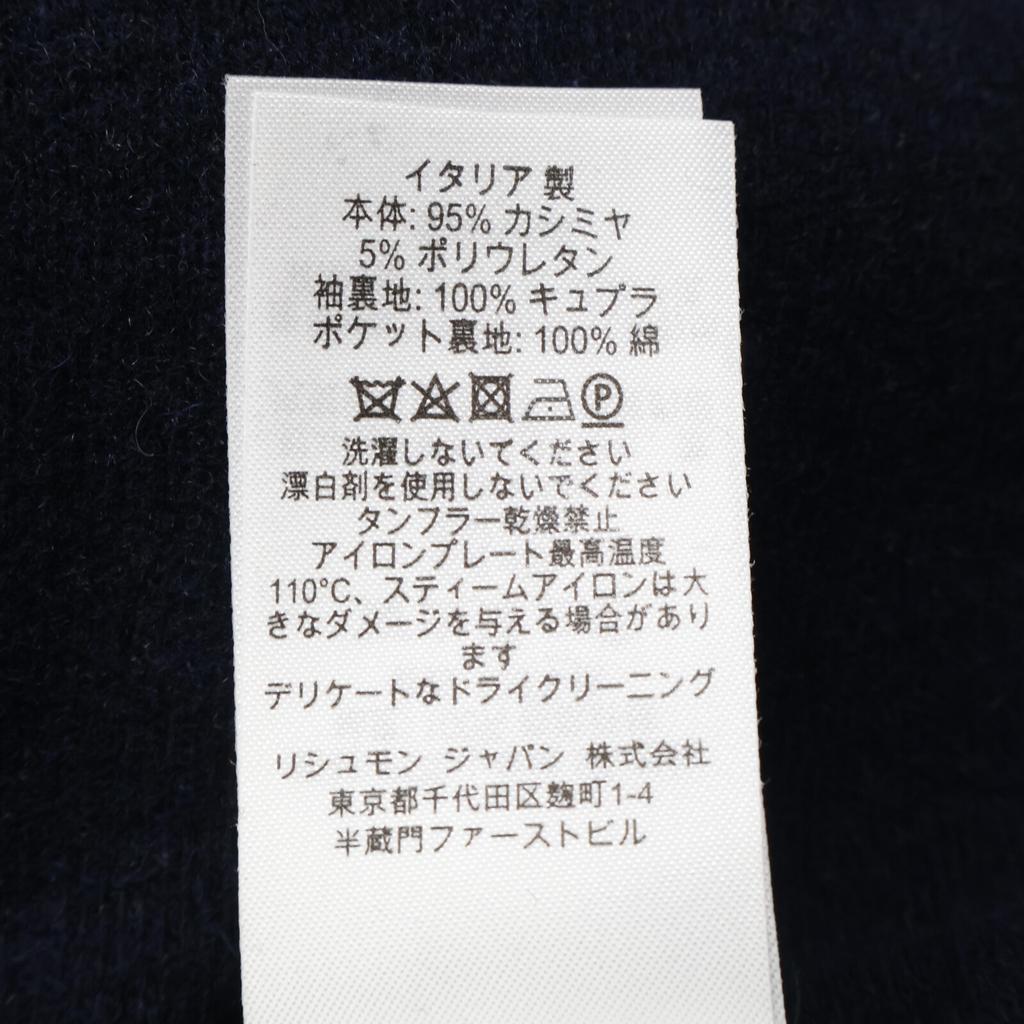 イタリア 製
本体: 95% カシミヤ
5% ポリウレタン
袖裏地: 100% キュプラ
ポケット裏地: 100% 綿
P
洗濯しないてください
漂白剤を使用しないでください
タンブラー乾燥禁止
アイロンプレート最高温度
110°C、スティームアイロンは大
きなダメージを与える場合があり
ます
デリケートなドライクリーニング
リシュモン ジャパン 株式会社
東京都千代田区麹町1-4
半蔵門ファーストビル